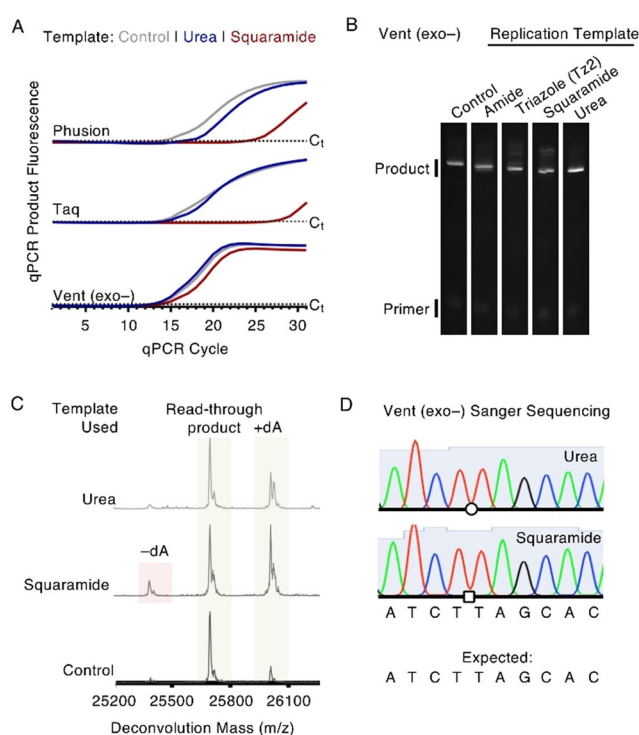 A
Template: Control | Urea | Squaramide
qPCR Product Fluorescence
Phusion
Ct
Taq
Ct
Vent (exo–)
Ct
5 10 15 20 25 30
qPCR Cycle
B
Vent (exo–) Replication Template
Control
Amide
Triazole (Tz2)
Squaramide
Urea
Product
Primer
C
Template Used
Read-through product
+dA
Urea
–dA
Squaramide
Control
25200 25500 25800 26100
Deconvolution Mass (m/z)
D
Vent (exo–) Sanger Sequencing
Urea
Squaramide
A T C T T A G C A C
Expected:
A T C T T A G C A C